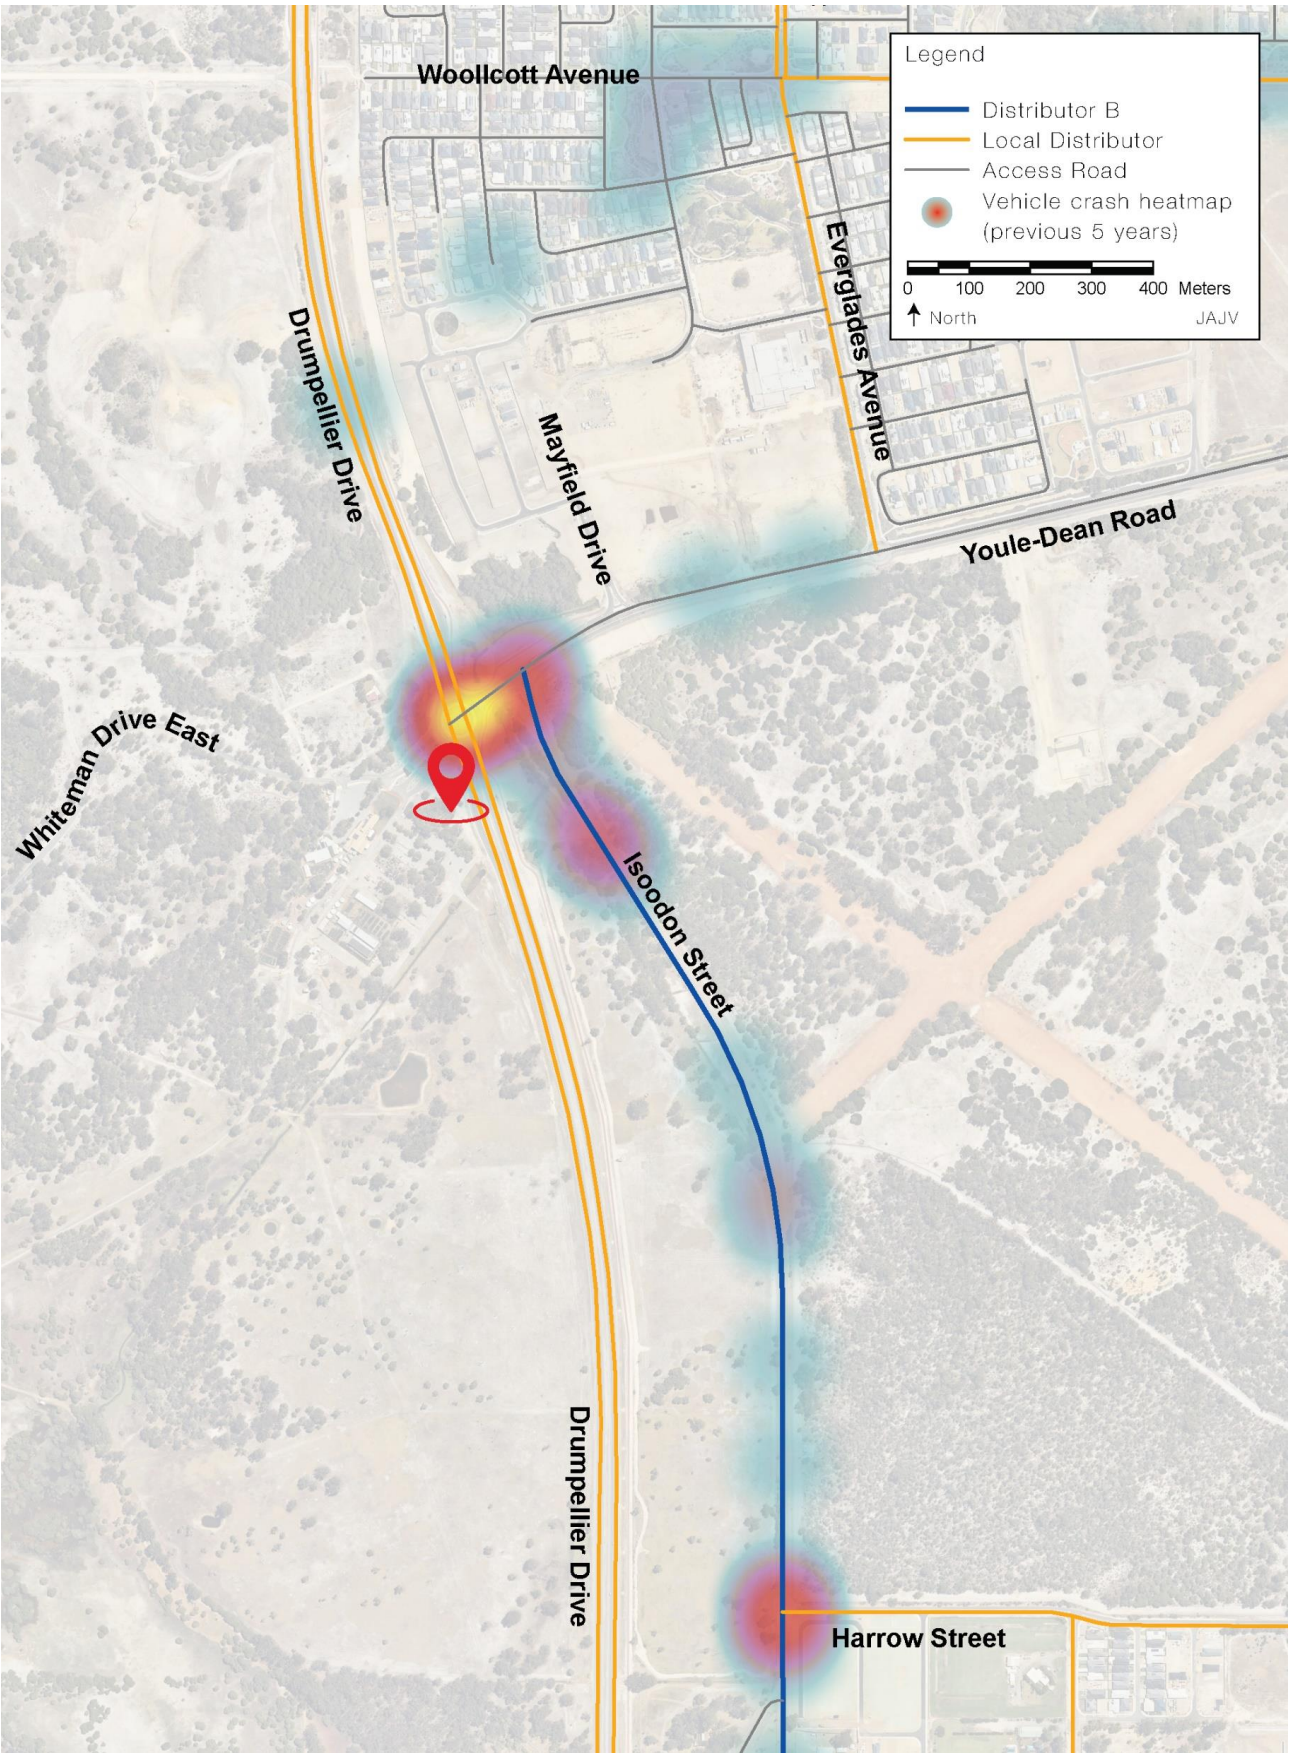 Woollcott Avenue
Legend
Distributor B
Local Distributor
Access Road
Vehicle crash heatmap
(previous 5 years)
0 100 200 300 400 Meters
North JAJV
Everglades Avenue
Drumpellier Drive
Mayfield Drive
Youle-Dean Road
Whiteman Drive East
Isoodon Street
Drumpellier Drive
Harrow Street